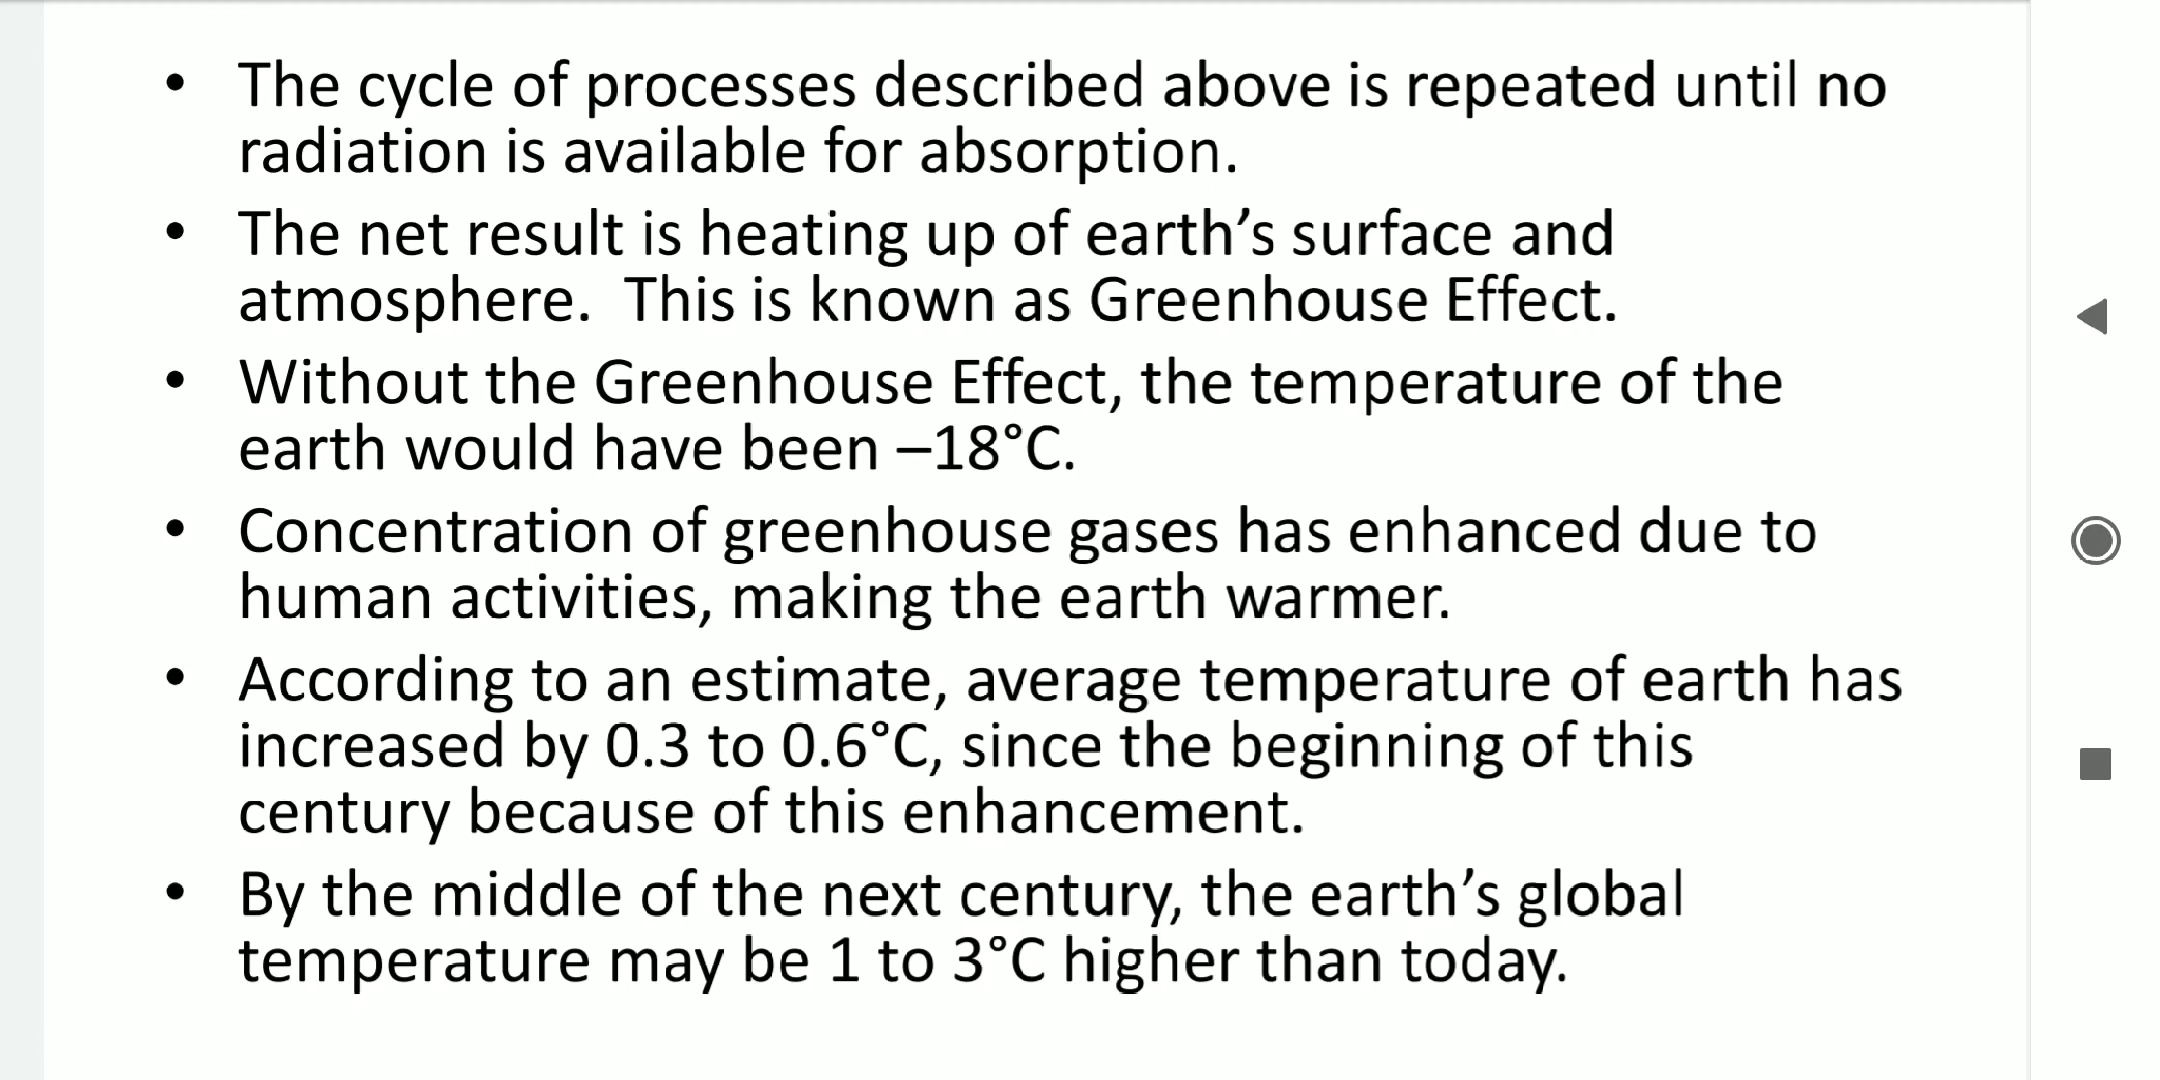 • The cycle of processes described above is repeated until no
radiation is available for absorption.
• The net result is heating up of earth’s surface and
atmosphere.  This is known as Greenhouse Effect.
• Without the Greenhouse Effect, the temperature of the
earth would have been –18°C.
• Concentration of greenhouse gases has enhanced due to
human activities, making the earth warmer.
• According to an estimate, average temperature of earth has
increased by 0.3 to 0.6°C, since the beginning of this
century because of this enhancement.
• By the middle of the next century, the earth’s global
temperature may be 1 to 3°C higher than today.